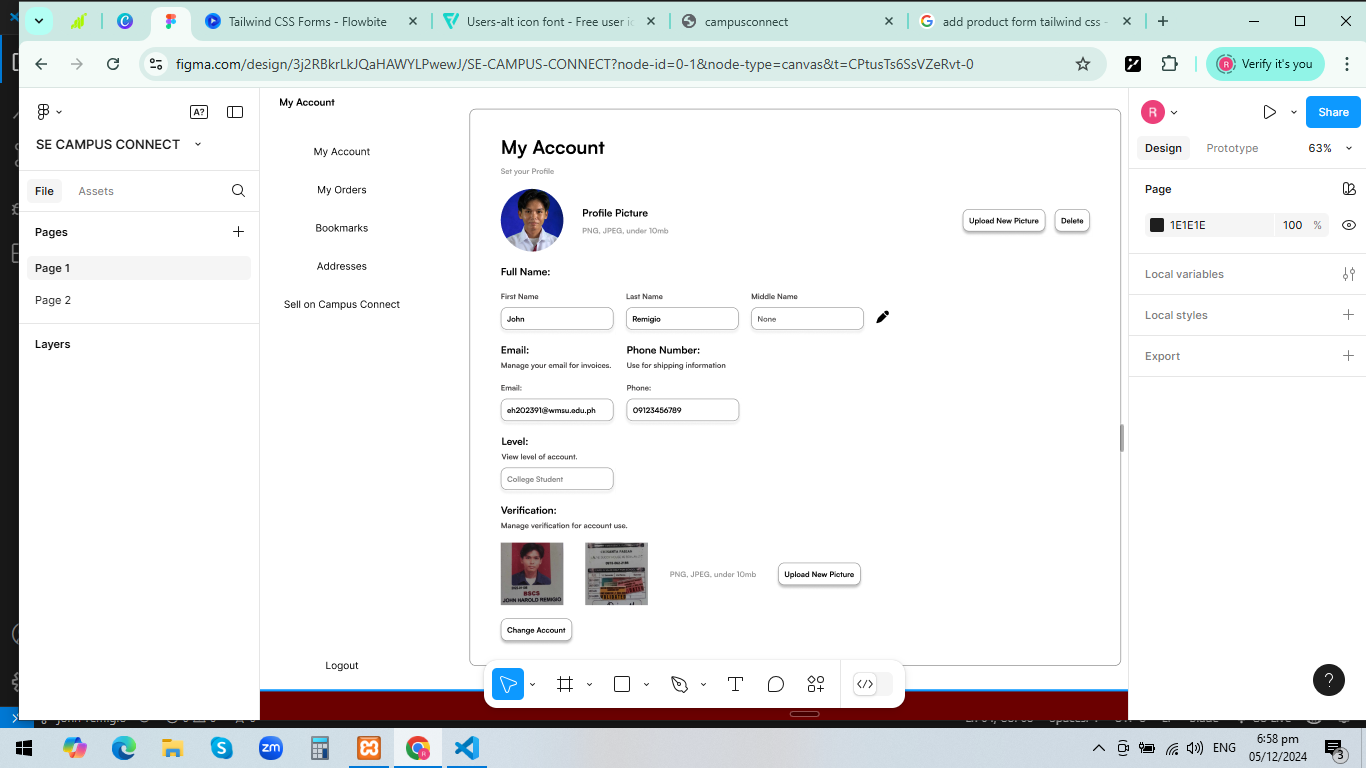 Tailwind CSS Forms - Flowbite
Users-alt icon font - Free user ic
campusconnect
add product form tailwind css -
figma.com/design/3j2RBkrLkJQaHAWYLPwewJ/SE-CAMPUS-CONNECT?node-id=0-1&node-type=canvas&t=CPtusTs6SsVZeRvt-0
R
Verify it's you
A?
SE CAMPUS CONNECT
File
Assets
Pages
Page 1
Page 2
Layers
My Account
My Account
My Orders
Bookmarks
Addresses
Sell on Campus Connect
Logout
My Account
Set your Profile
Profile Picture
PNG, JPEG, under 10mb
Upload New Picture
Delete
Full Name:
First Name
Last Name
Middle Name
John
Remigio
None
Email:
Phone Number:
Manage your email for invoices.
Use for shipping information
Email:
Phone:
eh202391@wmsu.edu.ph
09123456789
Level:
View level of account.
College Student
Verification:
Manage verification for account use.
BSCS
JOHN HAROLD REMIGIO
PNG, JPEG, under 10mb
Upload New Picture
Change Account
R
Share
Design
Prototype
63%
Page
1E1E1E
100
%
Local variables
Local styles
Export
?
zm
ENG
6:58 pm
05/12/2024
3